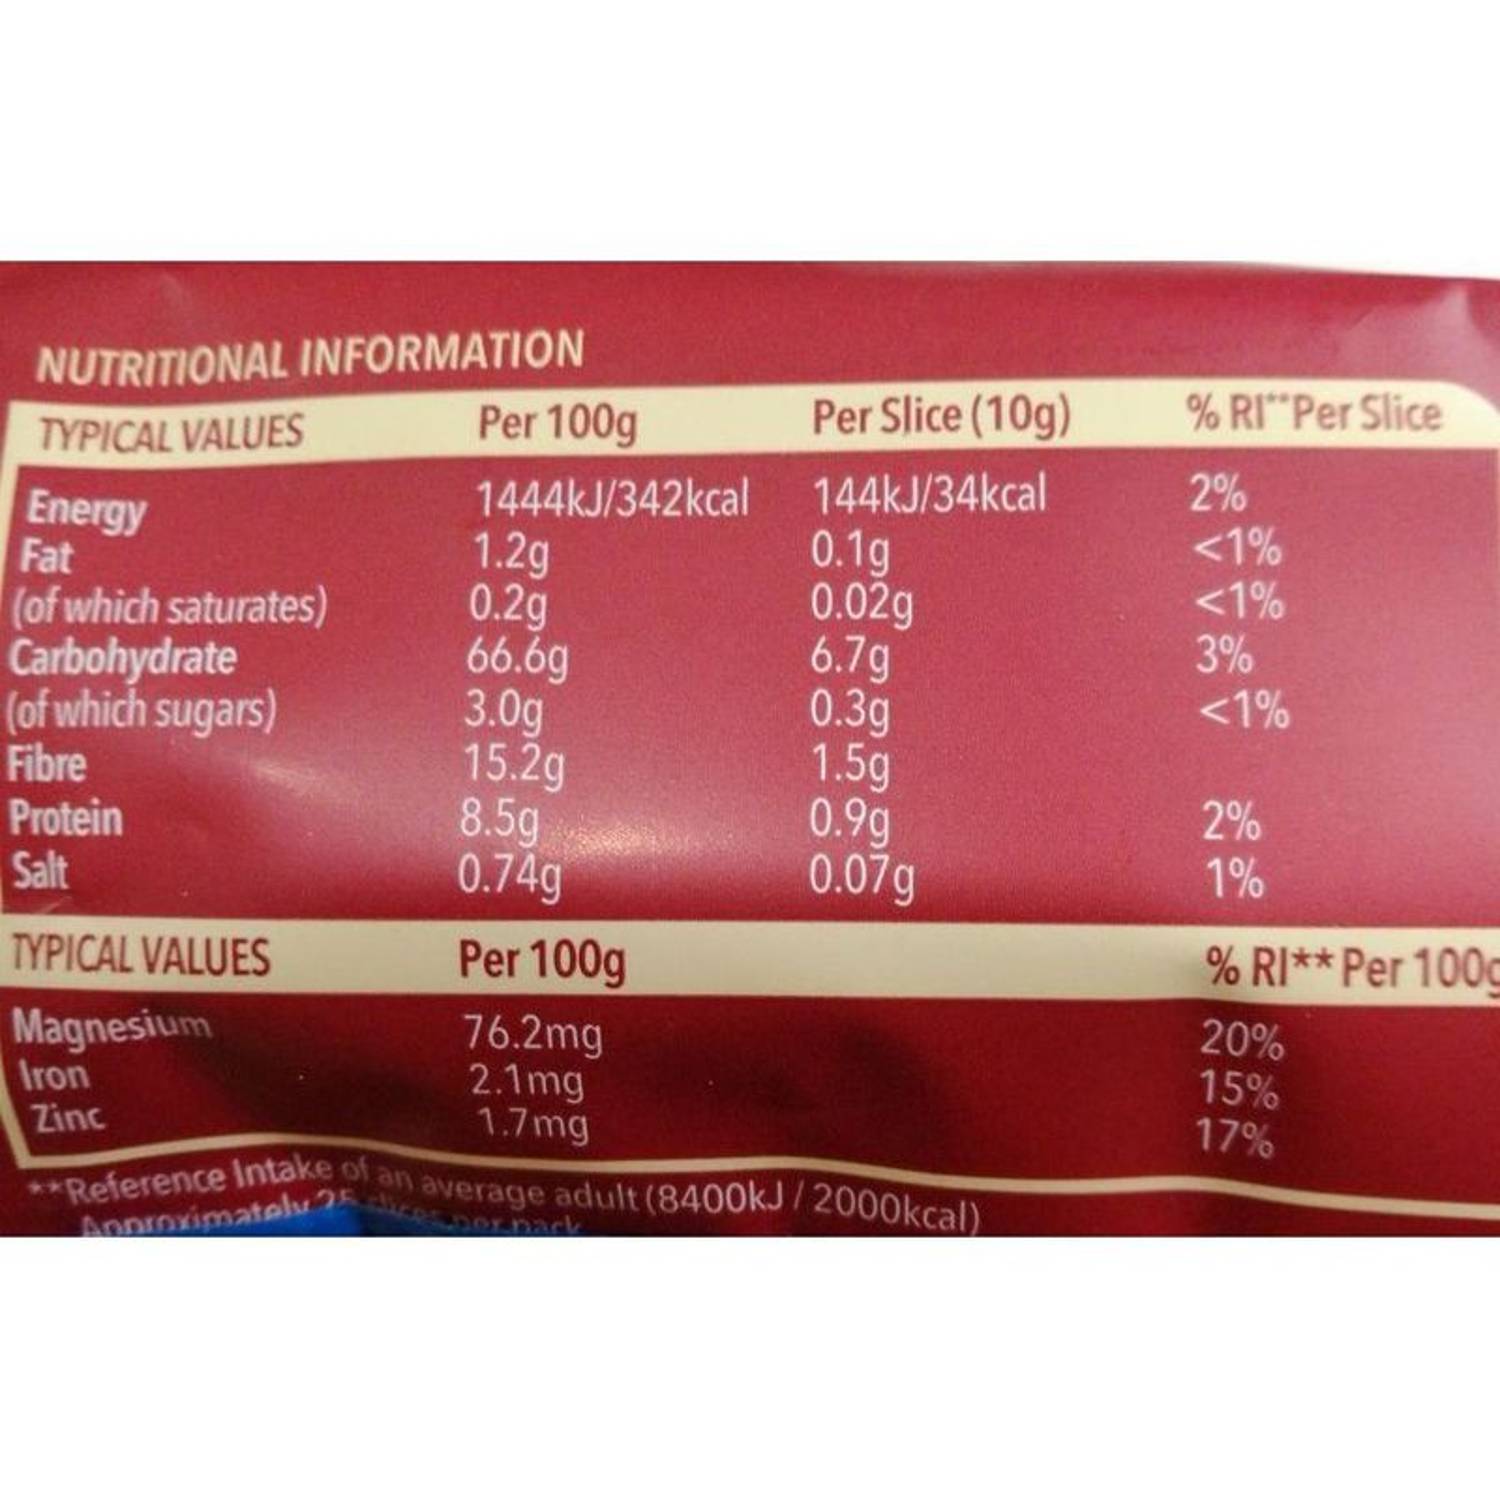 NUTRITIONAL INFORMATION
TYPICAL VALUES Per 100g Per Slice (10g) % RI** Per Slice
Energy 1444kJ/342kcal 144kJ/34kcal 2%
Fat 1.2g 0.1g <1%
(of which saturates) 0.2g 0.02g <1%
Carbohydrate 66.6g 6.7g 3%
(of which sugars) 3.0g 0.3g <1%
Fibre 15.2g 1.5g
Protein 8.5g 0.9g 2%
Salt 0.74g 0.07g 1%
TYPICAL VALUES Per 100g % RI** Per 100g
Magnesium 76.2mg 20%
Iron 2.1mg 15%
Zinc 1.7mg 17%
**Reference Intake of an average adult (8400kJ / 2000kcal)
Approximately slices per pack